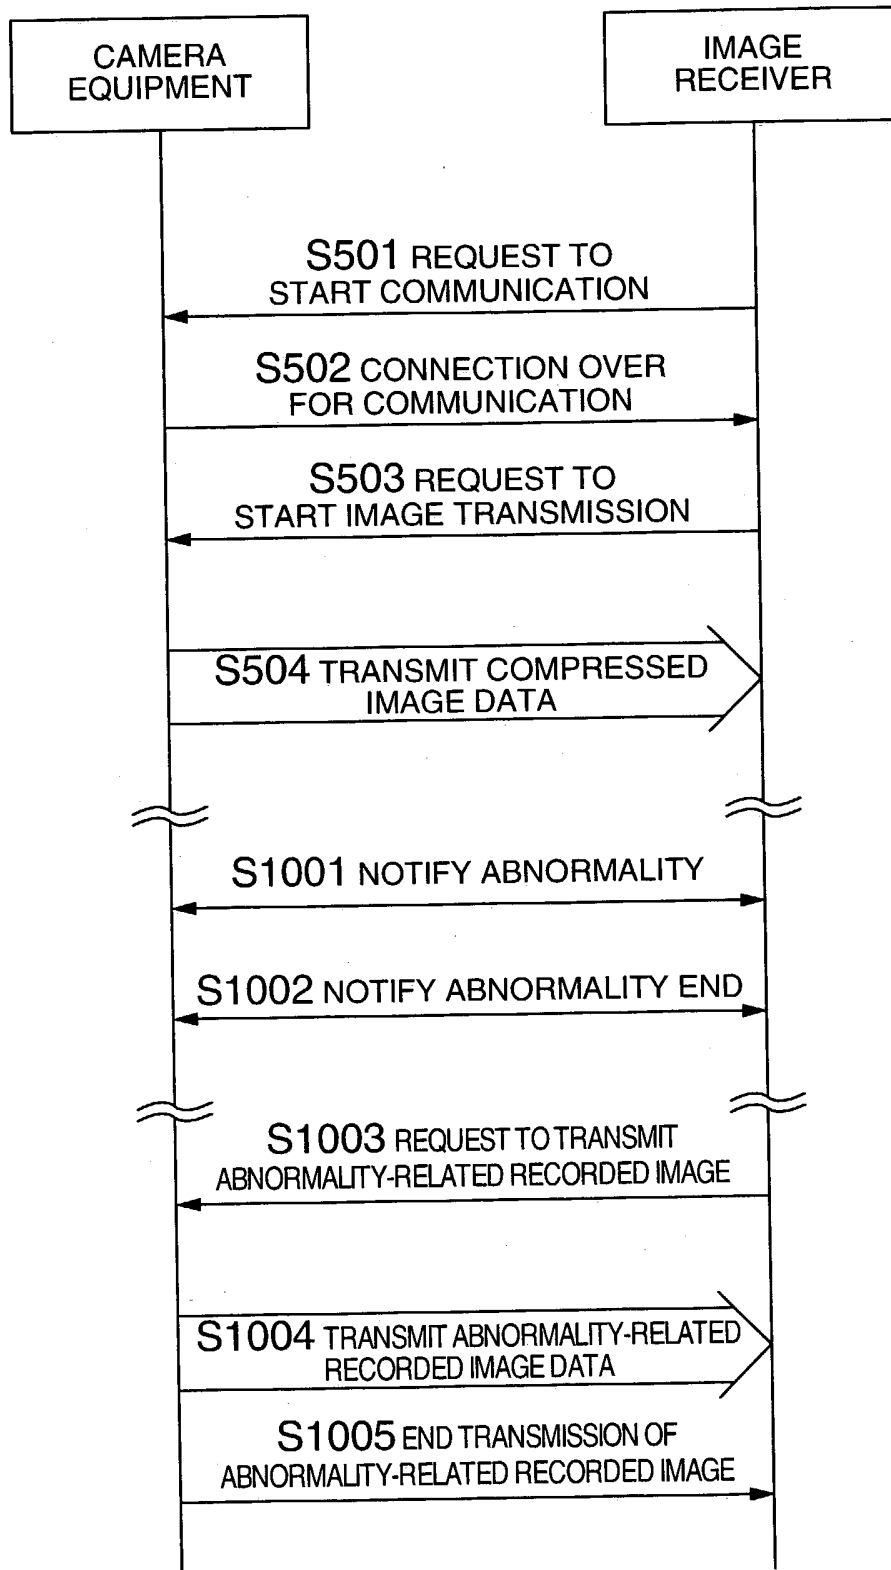 CAMERA
EQUIPMENT
IMAGE
RECEIVER
S501 REQUEST TO
START COMMUNICATION
S502 CONNECTION OVER
FOR COMMUNICATION
S503 REQUEST TO
START IMAGE TRANSMISSION
S504 TRANSMIT COMPRESSED
IMAGE DATA
S1001 NOTIFY ABNORMALITY
S1002 NOTIFY ABNORMALITY END
S1003 REQUEST TO TRANSMIT
ABNORMALITY-RELATED RECORDED IMAGE
S1004 TRANSMIT ABNORMALITY-RELATED
RECORDED IMAGE DATA
S1005 END TRANSMISSION OF
ABNORMALITY-RELATED RECORDED IMAGE